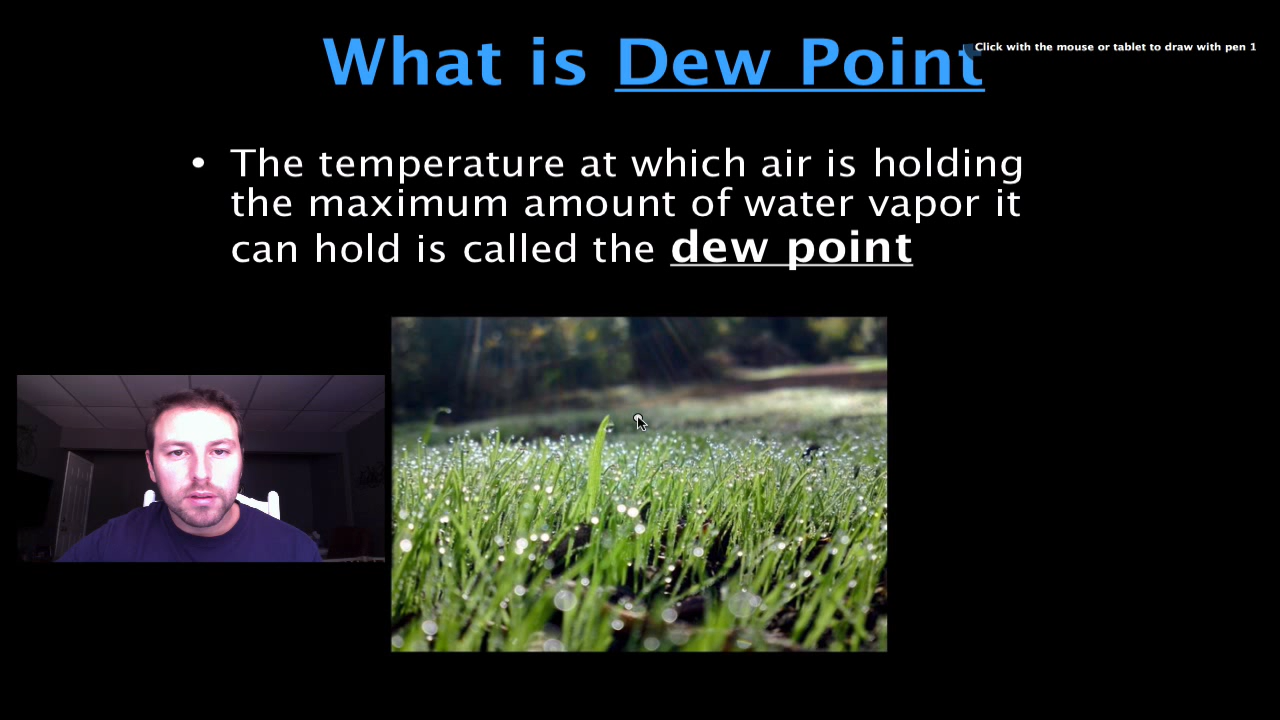 What is Dew Point
Click with the mouse or tablet to draw with pen 1
• The temperature at which air is holding
the maximum amount of water vapor it
can hold is called the dew point